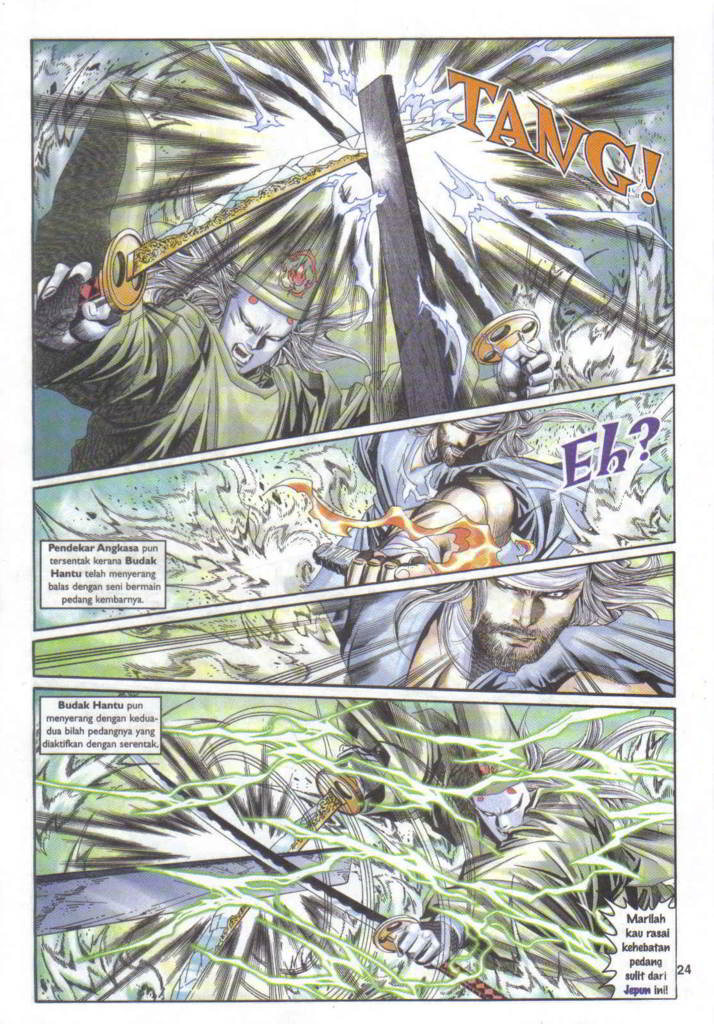 TANG!
Eh?
Pendekar Angkasa pun
tersentak kerana Budak
Hantu telah menyerang
balas dengan seni bermain
pedang kembarnya.
Budak Hantu pun
menyerang dengan kedua-
dua bilah pedangnya yang
diaktifkan dengan serentak.
Marilah
kau rasai
kehebatan
pedang
sulit dari
Jepun ini!
24